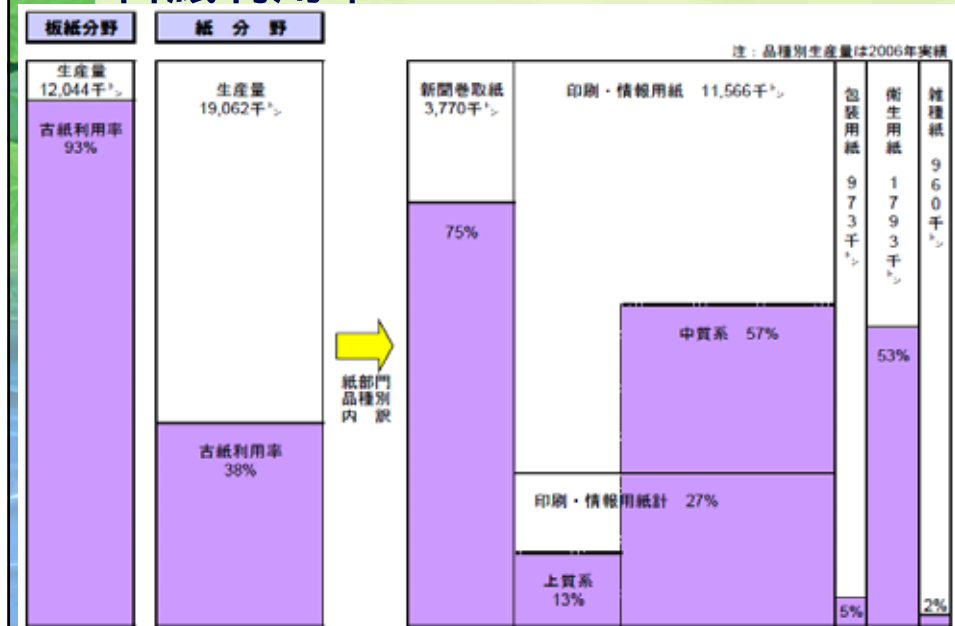 板紙分野
紙 分 野
注：品種別生産量は2006年実績
生産量
12,044千㌧
古紙利用率
93%
生産量
19,062千㌧
古紙利用率
38%
紙部門
品種別
内 訳
新聞巻取紙
3,770千㌧
75%
印刷・情報用紙 11,566千㌧
中質系 57%
印刷・情報用紙計 27%
上質系
13%
包装用紙 973千㌧
5%
衛生用紙 1793千㌧
53%
雑種紙 960千㌧
2%